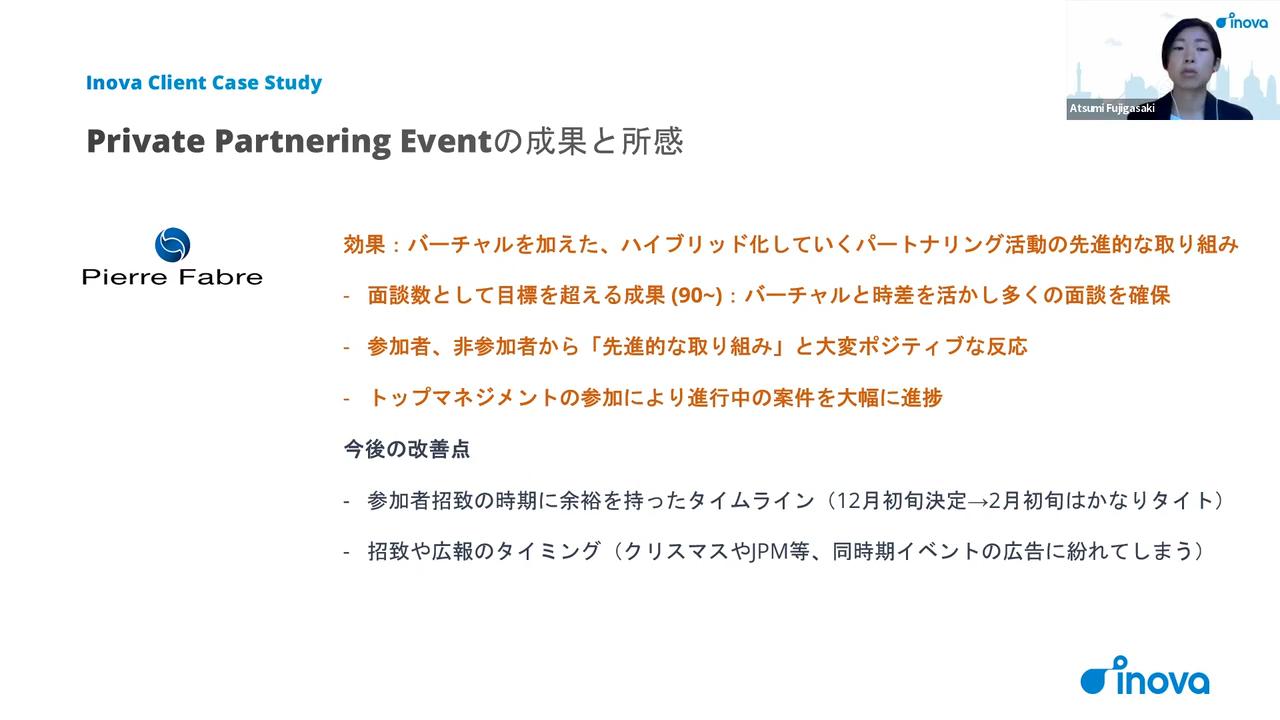 inova
Atsumi Fujigasaki
Inova Client Case Study
Private Partnering Eventの成果と所感
Pierre Fabre
効果：バーチャルを加えた、ハイブリッド化していくパートナリング活動の先進的な取り組み
- 面談数として目標を超える成果 (90~)：バーチャルと時差を活かし多くの面談を確保
- 参加者、非参加者から「先進的な取り組み」と大変ポジティブな反応
- トップマネジメントの参加により進行中の案件を大幅に進捗
今後の改善点
- 参加者招致の時期に余裕を持ったタイムライン（12月初旬決定→2月初旬はかなりタイト）
- 招致や広報のタイミング（クリスマスやJPM等、同時期イベントの広告に紛れてしまう）
inova